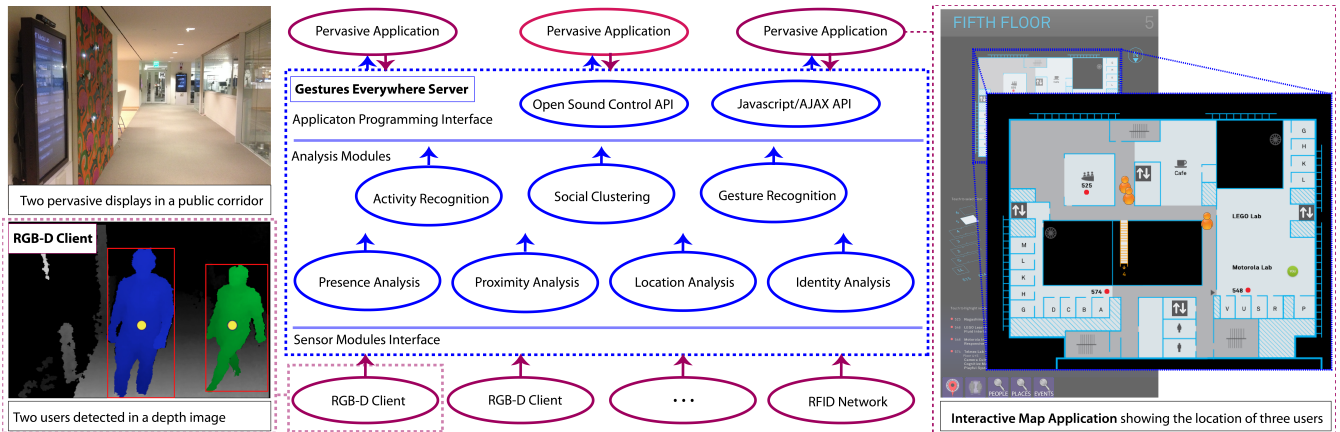 Two pervasive displays in a public corridor
RGB-D Client
Two users detected in a depth image
Pervasive Application
Pervasive Application
Pervasive Application
Gestures Everywhere Server
Applicaton Programming Interface
Open Sound Control API
Javascript/AJAX API
Analysis Modules
Activity Recognition
Social Clustering
Gesture Recognition
Presence Analysis
Proximity Analysis
Location Analysis
Identity Analysis
Sensor Modules Interface
RGB-D Client
RGB-D Client
...
RFID Network
FIFTH FLOOR
5
G
H
K
L
Cafe
525
LEGO Lab
M
L
K
H
G
Motorola Lab
574
548
D C B A
V U S R P
PEOPLE PLACES EVENTS
Interactive Map Application showing the location of three users